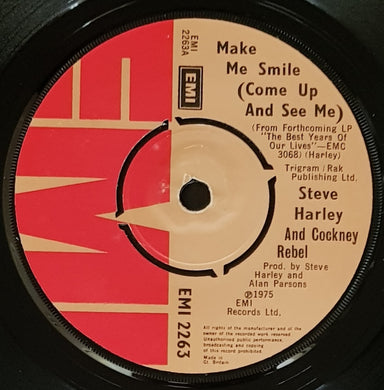 EMI
EMI
2263A
EMI
Make
Me Smile
(Come Up
And See Me)
(From Forthcoming LP
"The Best Years Of
Our Lives"—EMC
3068) (Harley)
Trigram / Rak
Publishing Ltd.
Steve
Harley
And Cockney
Rebel
Prod. by Steve
Harley and
Alan Parsons
℗1975
EMI
Records Ltd.
EMI 2263
All rights of the manufacturer and of the owner
of the recorded work reserved
Unauthorised public performance,
broadcasting and copying
of this record prohibited.
Made in
Gt. Britain